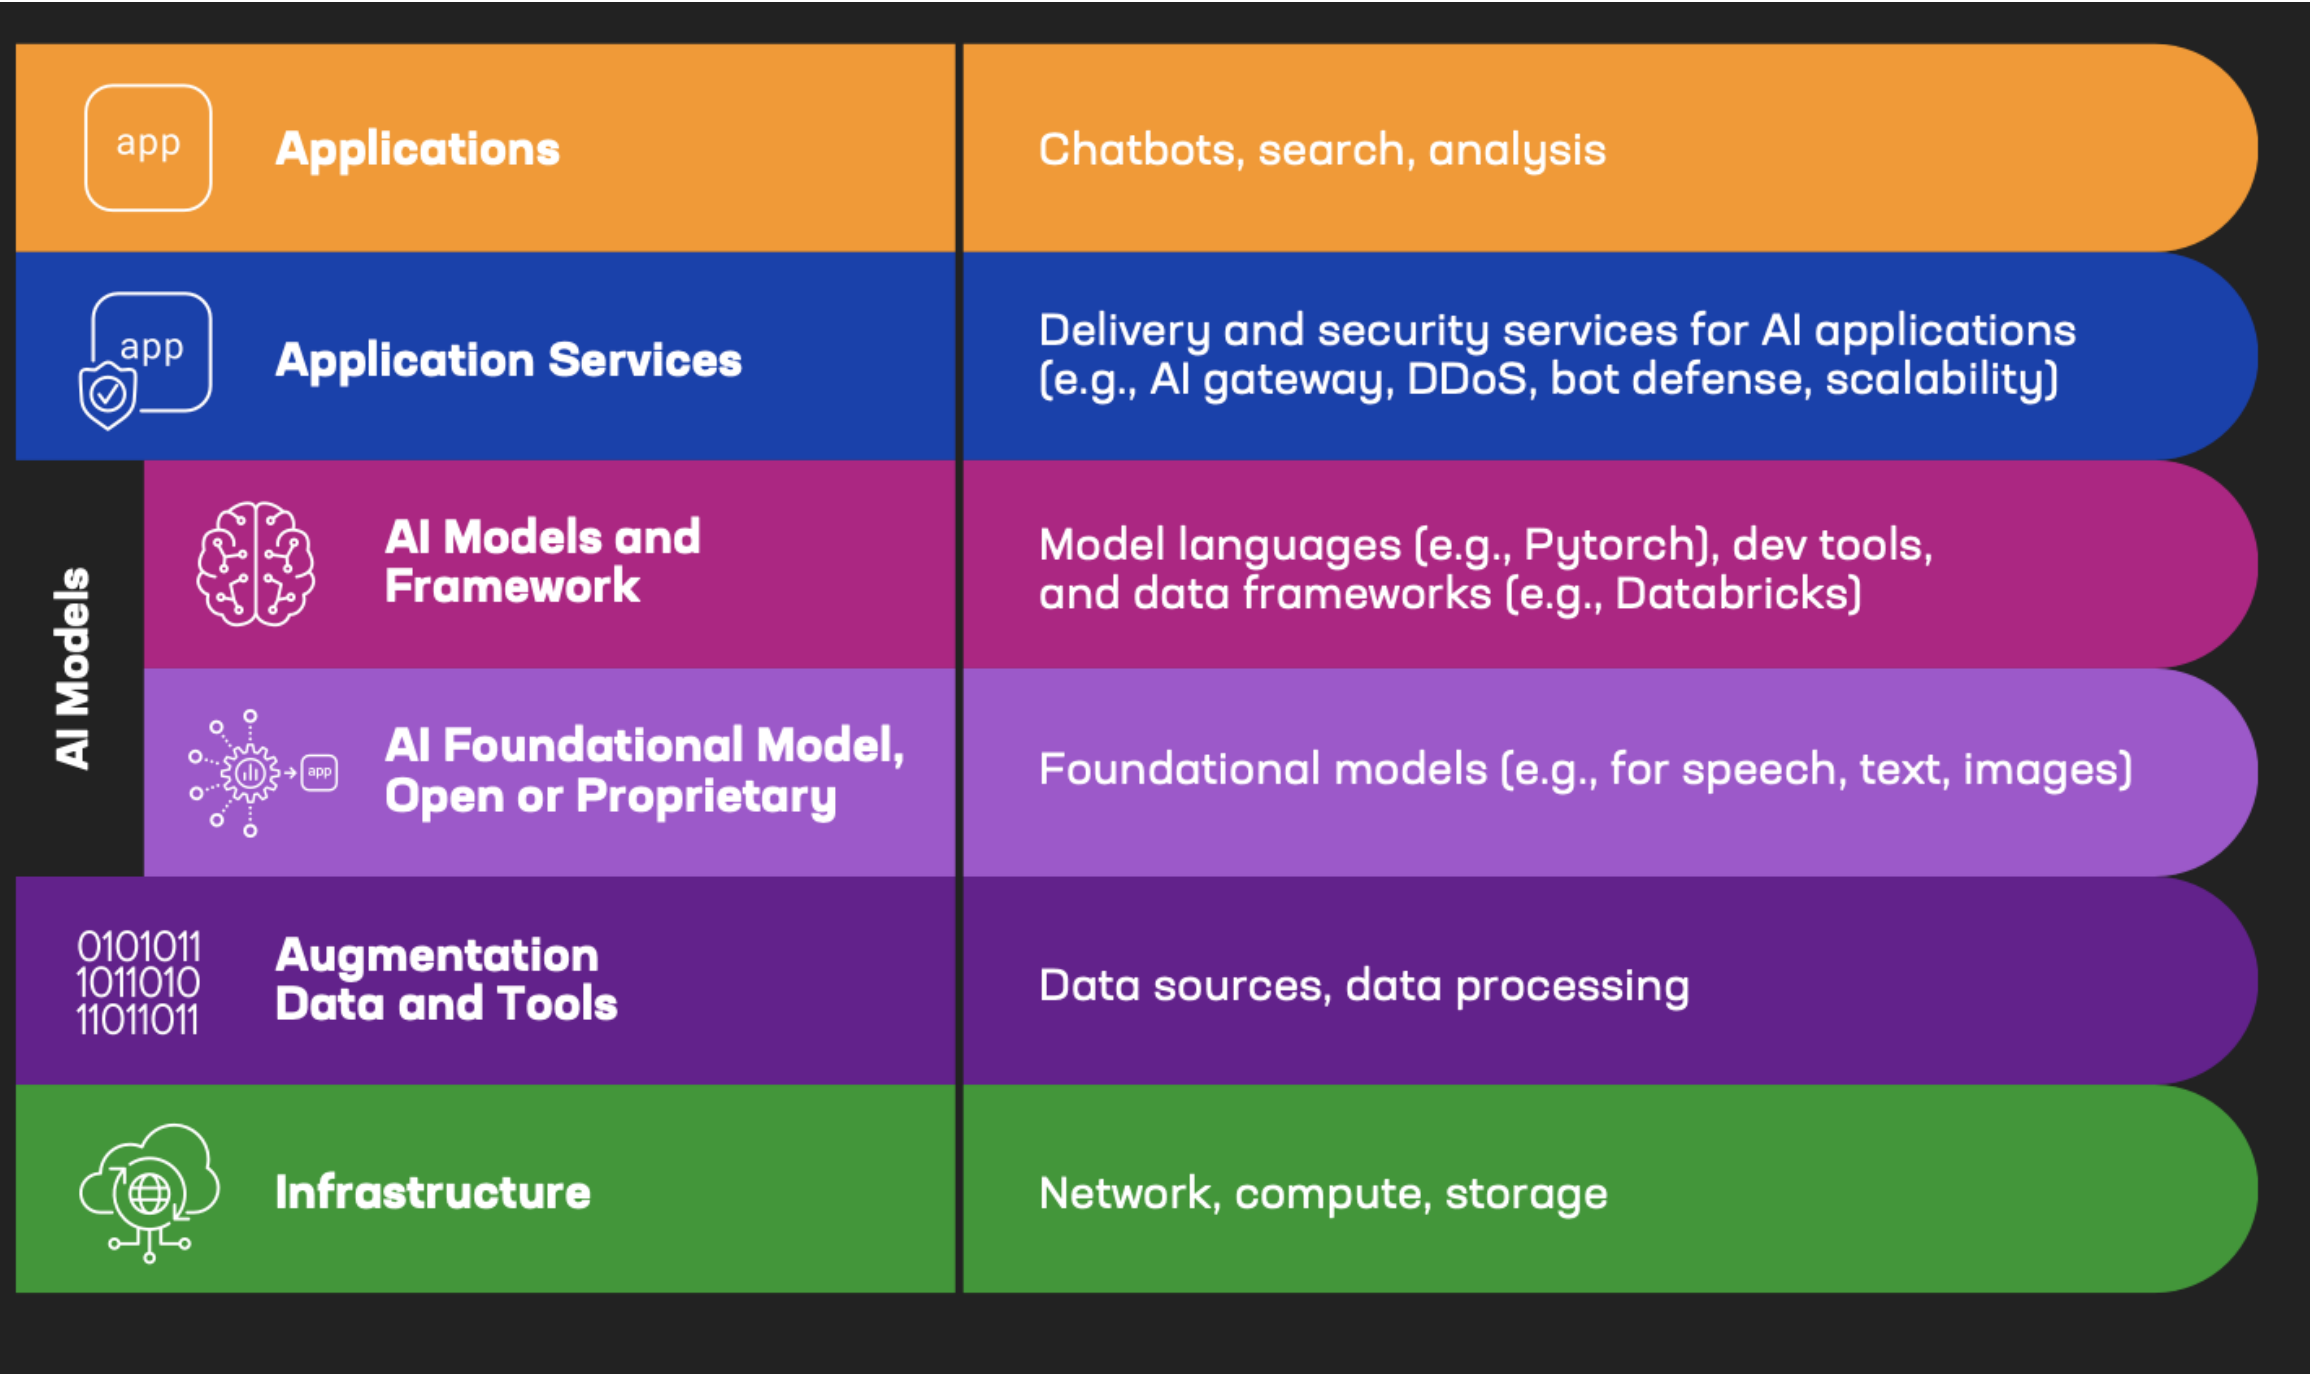 app
Applications
Chatbots, search, analysis
app
Application Services
Delivery and security services for AI applications
(e.g., AI gateway, DDoS, bot defense, scalability)
AI Models
AI Models and
Framework
Model languages (e.g., Pytorch), dev tools,
and data frameworks (e.g., Databricks)
app
AI Foundational Model,
Open or Proprietary
Foundational models (e.g., for speech, text, images)
0101011
1011010
11011011
Augmentation
Data and Tools
Data sources, data processing
Infrastructure
Network, compute, storage